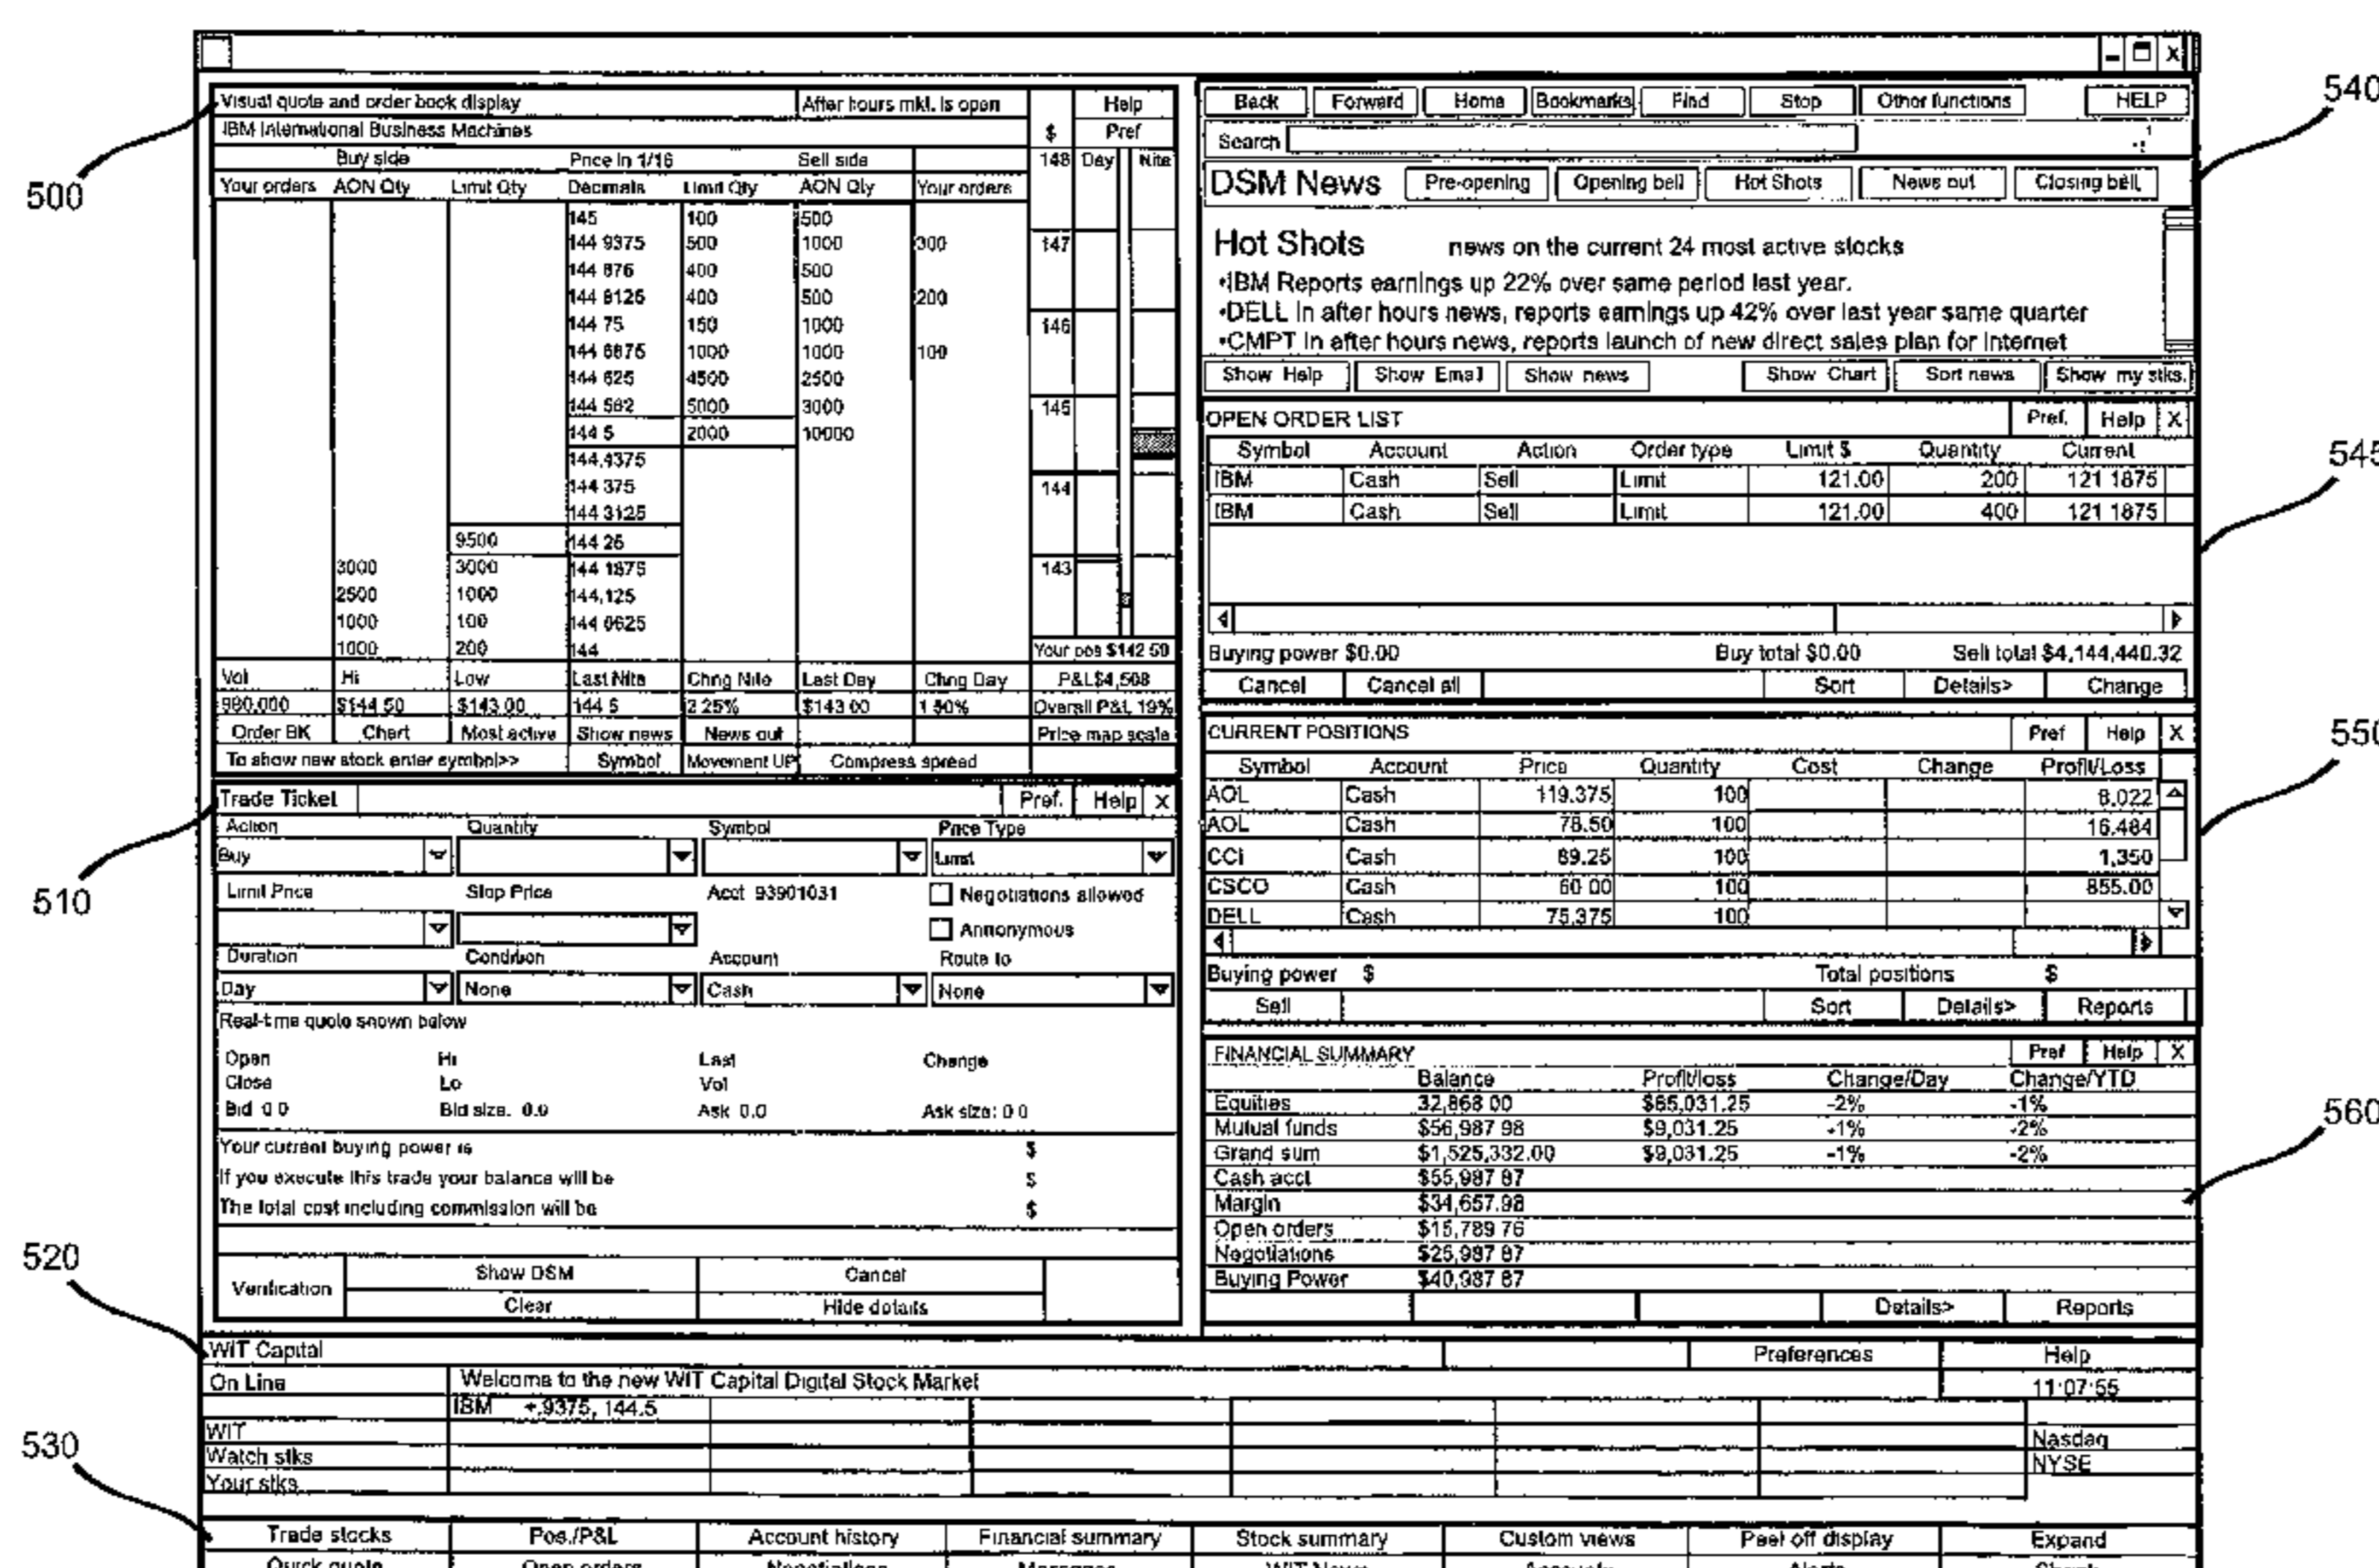 Visual quote and order book display After hours mkt. is open Help
IBM International Business Machines $ Pref
Buy side Price in 1/16 Sell side 148 Day Nite
Your orders AON Qty Limit Qty Decimals Limit Qty AON Qty Your orders
145 100 500
144 9375 500 1000 300 147
144 876 400 500
144 8126 400 500 200
144 75 150 1000 146
144 6875 1000 1000 100
144 625 4500 2500
144 562 5000 3000 145
144 5 2000 10000
144.4375
144 375 144
144 3125
9500 144 25
3000 3000 144 1875 143
2500 1000 144,125
1000 100 144 0625
1000 200 144 Your pos $142 50
Vol Hi Low Last Nite Chng Nite Last Day Chng Day P&L$4,508
980,000 $144 50 $143.00 144 5 2 25% $143 00 1 50% Overall P&L 19%
Order BK Chart Most active Show news News out Price map scale
To show new stock enter symbol>> Symbol Movement UP Compress spread
500
Trade Ticket Pref. Help X
Action Quantity Symbol Price Type
Buy Limit
Limit Price Stop Price Acct 93901031 Negotiations allowed
Annonymous
Duration Condition Account Route to
Day None Cash None
Real-time quote shown below
Open Hi Last Change
Close Lo Vol
Bid 0 0 Bid size. 0.0 Ask 0.0 Ask size: 0 0
Your current buying power is $
If you execute this trade your balance will be $
The total cost including commission will be $
Verification Show DSM Cancel
Clear Hide details
510
Back Forward Home Bookmarks Find Stop Other functions HELP
Search
DSM News Pre-opening Opening bell Hot Shots News out Closing bell
Hot Shots news on the current 24 most active stocks
•IBM Reports earnings up 22% over same period last year.
•DELL In after hours news, reports earnings up 42% over last year same quarter
•CMPT In after hours news, reports launch of new direct sales plan for Internet
Show Help Show Email Show news Show Chart Sort news Show my stks.
540
OPEN ORDER LIST Pref. Help X
Symbol Account Action Order type Limit $ Quantity Current
IBM Cash Sell Limit 121.00 200 121 1875
IBM Cash Sell Limit 121.00 400 121 1875
Buying power $0.00 Buy total $0.00 Sell total $4,144,440.32
Cancel Cancel all Sort Details> Change
545
CURRENT POSITIONS Pref Help X
Symbol Account Price Quantity Cost Change Profit/Loss
AOL Cash 119.375 100 8.022
AOL Cash 78.50 100 16.484
CCI Cash 89.25 100 1,350
CSCO Cash 60 00 100 855.00
DELL Cash 75,375 100
Buying power $ Total positions $
Sell Sort Details> Reports
550
FINANCIAL SUMMARY Pref Help X
Balance Profit/loss Change/Day Change/YTD
Equities 32,868 00 $85,031.25 -2% -1%
Mutual funds $56,987 98 $9,031.25 -1% -2%
Grand sum $1,525,332.00 $9,031.25 -1% -2%
Cash acct $55,987 87
Margin $34,657.98
Open orders $15,789 76
Negotiations $25,987 87
Buying Power $40,987 87
Details> Reports
560
WIT Capital Preferences Help
On Line Welcome to the new WIT Capital Digital Stock Market 11:07:55
IBM +.9375, 144.5
WIT Nasdaq
Watch stks NYSE
Your stks
520
Trade stocks Pos./P&L Account history Financial summary Stock summary Custom views Peel off display Expand
Quick quote Open orders Negotiations Messages WIT News
530